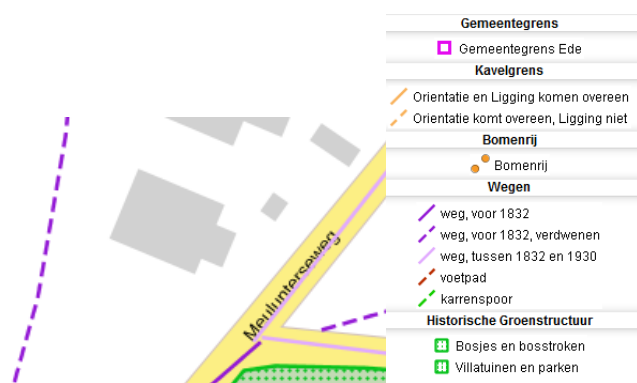 Gemeentegrens
Gemeentegrens Ede
Kavelgrens
Orientatie en Ligging komen overeen
Orientatie komt overeen, Ligging niet
Bomenrij
Bomenrij
Wegen
weg, voor 1832
weg, voor 1832, verdwenen
weg, tussen 1832 en 1930
voetpad
karrenspoor
Historische Groenstructuur
Bosjes en bosstroken
Villatuinen en parken
Meulunterseweg